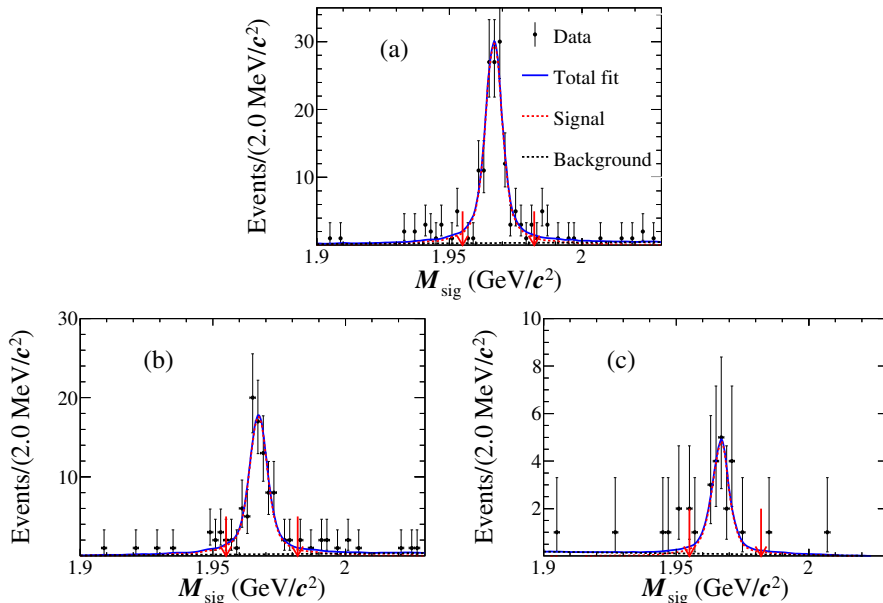 Events/(2.0 MeV/c²)
30
20
10
(a)
Data
Total fit
Signal
Background
1.9
1.95
2
M_sig (GeV/c²)
Events/(2.0 MeV/c²)
30
20
10
(b)
1.9
1.95
2
M_sig (GeV/c²)
Events/(2.0 MeV/c²)
10
8
6
4
2
0
(c)
1.9
1.95
2
M_sig (GeV/c²)